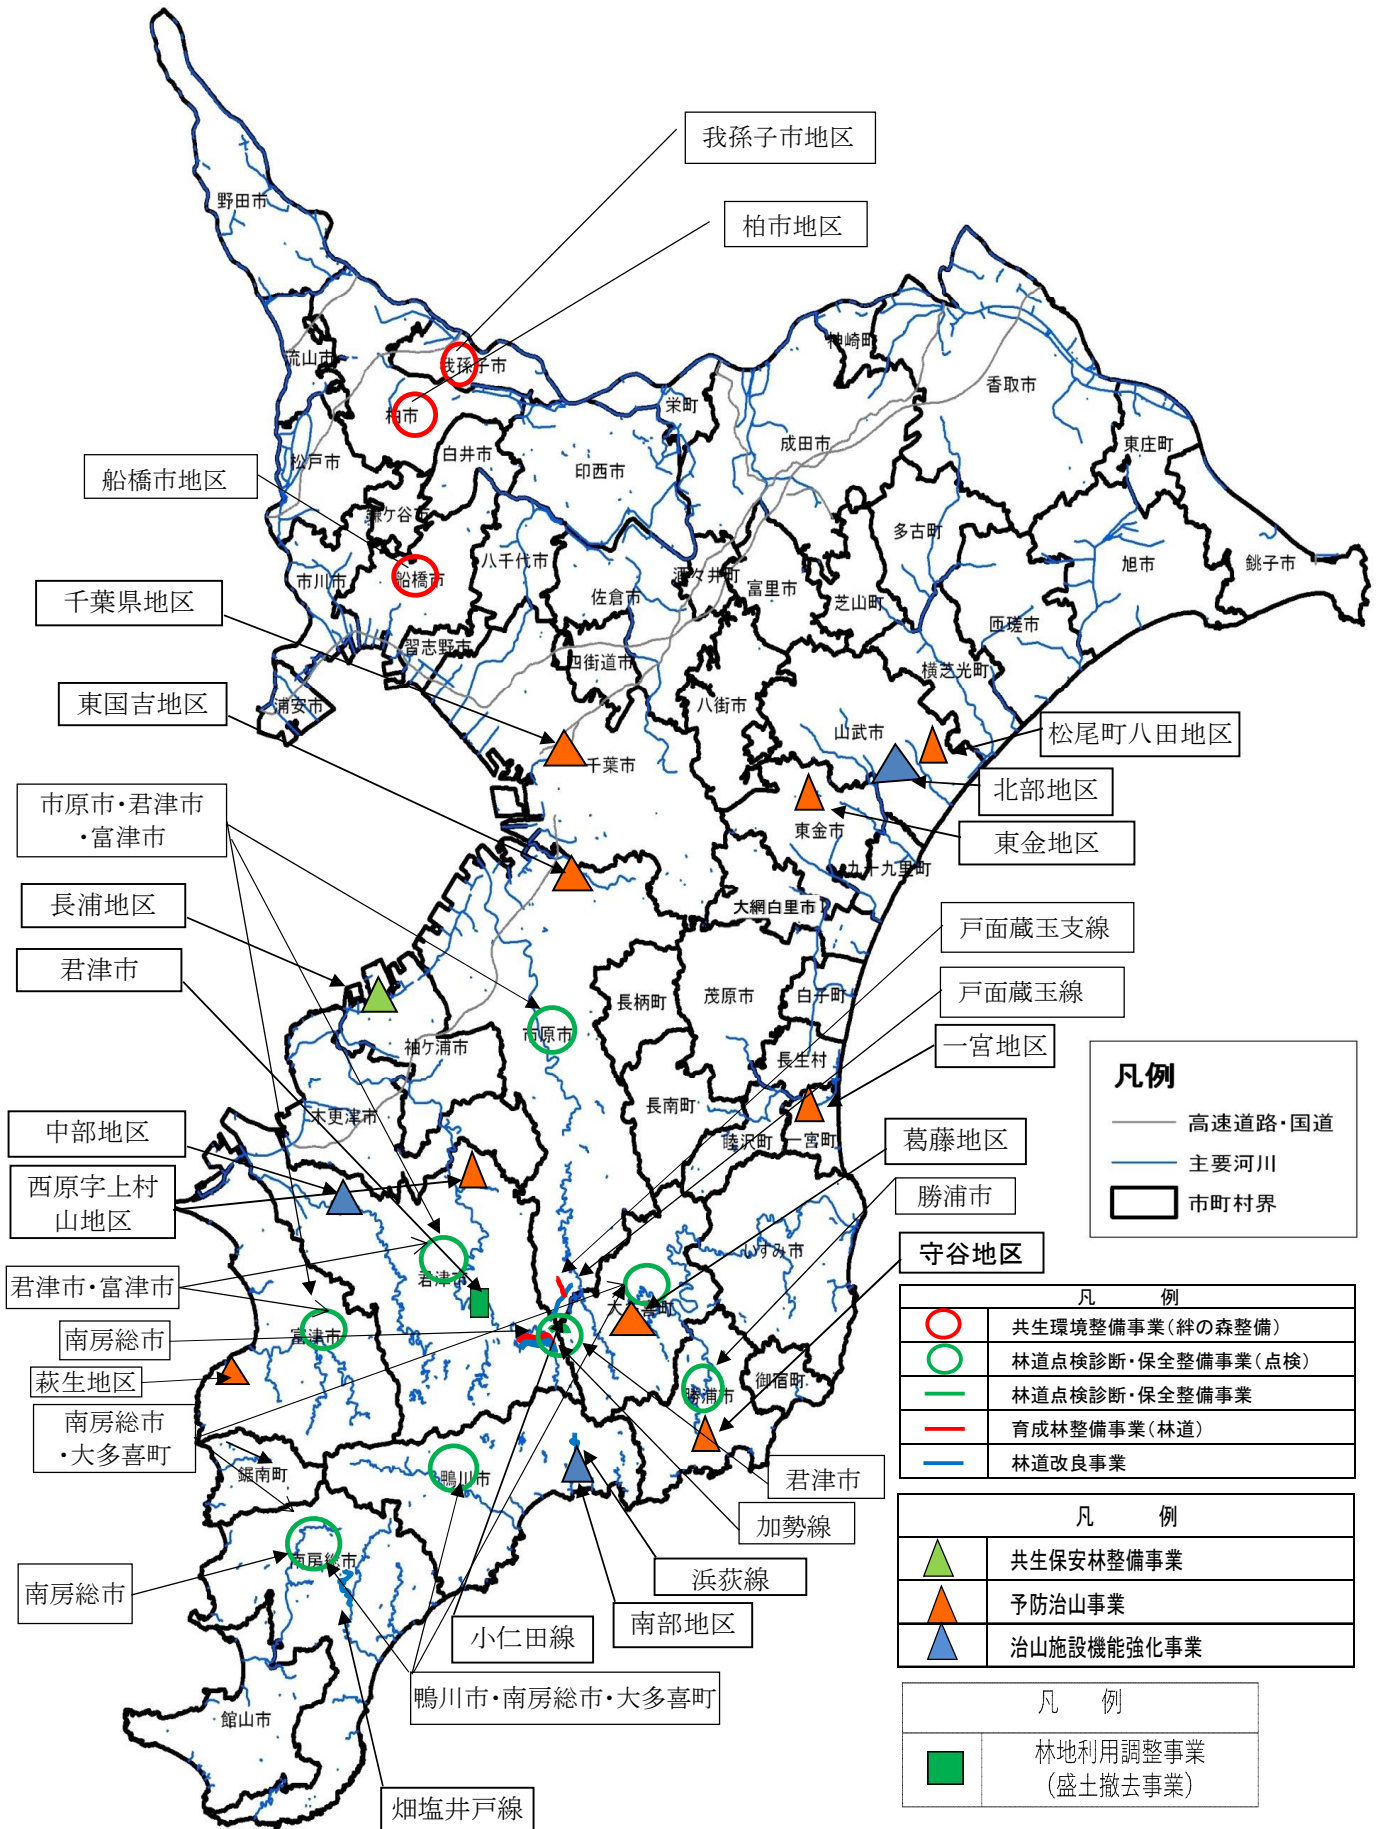 我孫子市地区
柏市地区
野田市
流山市
我孫子市
柏市
神崎町
香取市
栄町
成田市
東庄町
松戸市
白井市
印西市
船橋市地区
鎌ケ谷市
多古町
八千代市
市川市
船橋市
酒々井町
富里市
旭市
銚子市
佐倉市
芝山町
匝瑳市
千葉県地区
習志野市
四街道市
横芝光町
東国吉地区
浦安市
八街市
山武市
松尾町八田地区
千葉市
北部地区
市原市・君津市
・富津市
東金市
東金地区
九十九里町
長浦地区
大網白里市
戸面蔵玉支線
君津市
戸面蔵玉線
長柄町
茂原市
白子町
市原市
袖ケ浦市
長生村
一宮地区
木更津市
長南町
中部地区
睦沢町
一宮町
葛藤地区
西原字上村
山地区
勝浦市
いすみ市
守谷地区
君津市・富津市
君津市
大多喜町
富津市
南房総市
萩生地区
勝浦市
御宿町
南房総市
・大多喜町
鋸南町
鴨川市
君津市
加勢線
南房総市
浜荻線
南房総市
小仁田線
南部地区
鴨川市・南房総市・大多喜町
館山市
畑塩井戸線
凡例
高速道路・国道
主要河川
市町村界
凡 例
共生環境整備事業(絆の森整備)
林道点検診断・保全整備事業(点検)
林道点検診断・保全整備事業
育成林整備事業(林道)
林道改良事業
凡 例
共生保安林整備事業
予防治山事業
治山施設機能強化事業
凡 例
林地利用調整事業
(盛土撤去事業)